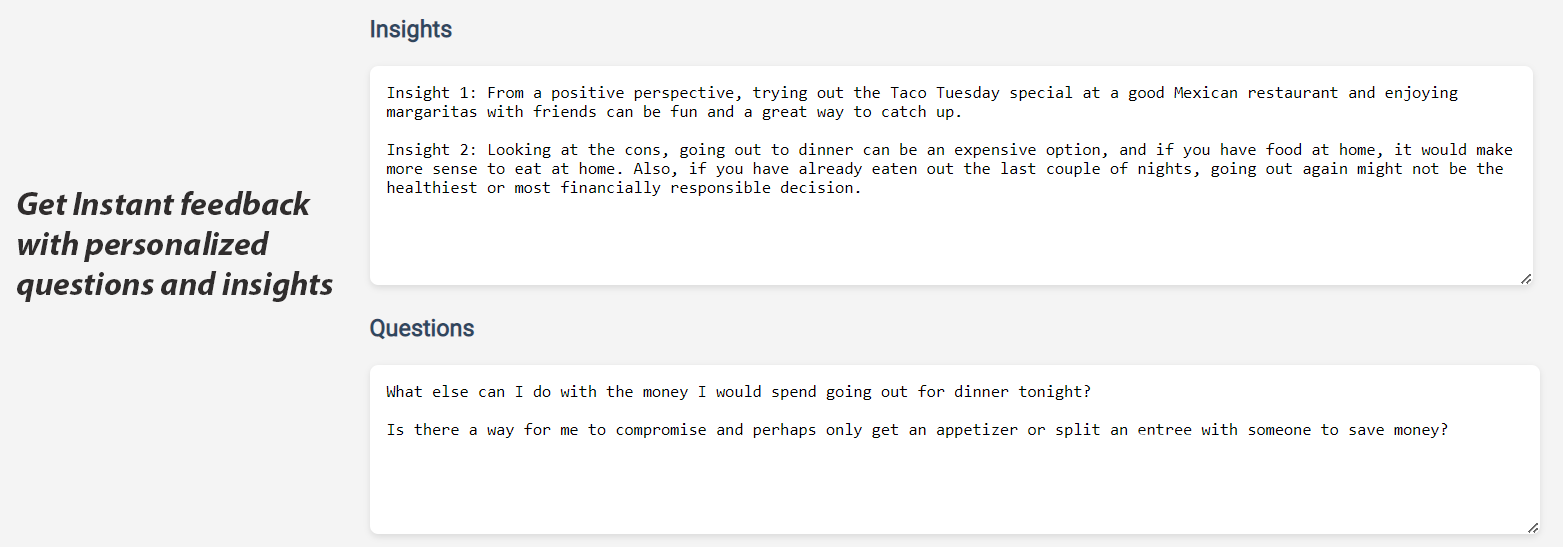 Insights
Insight 1: From a positive perspective, trying out the Taco Tuesday special at a good Mexican restaurant and enjoying
margaritas with friends can be fun and a great way to catch up.
Insight 2: Looking at the cons, going out to dinner can be an expensive option, and if you have food at home, it would make
more sense to eat at home. Also, if you have already eaten out the last couple of nights, going out again might not be the
healthiest or most financially responsible decision.
Get Instant feedback
with personalized
questions and insights
Questions
What else can I do with the money I would spend going out for dinner tonight?
Is there a way for me to compromise and perhaps only get an appetizer or split an entree with someone to save money?